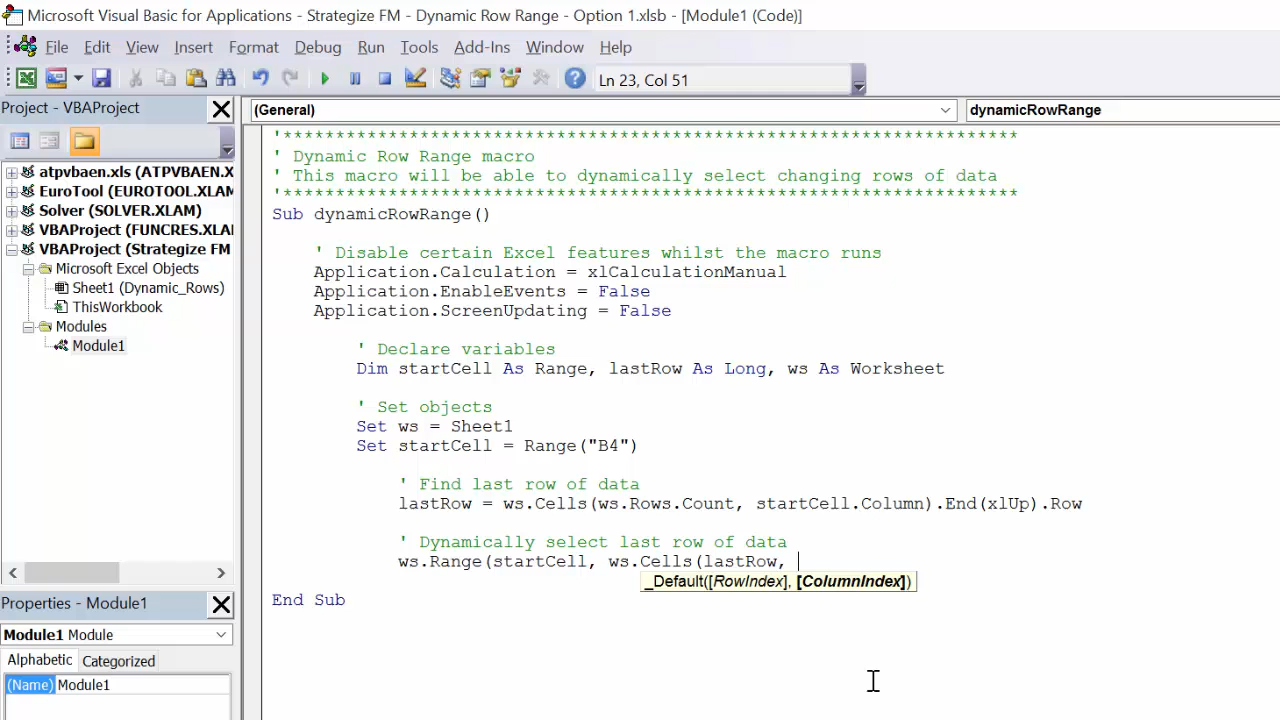 Microsoft Visual Basic for Applications - Strategize FM - Dynamic Row Range - Option 1.xlsb - [Module1 (Code)]
File Edit View Insert Format Debug Run Tools Add-Ins Window Help
Ln 23, Col 51
Project - VBAProject
(General) dynamicRowRange
atpvbaen.xls (ATPVBAEN.X
EuroTool (EUROTOOL.XLAM)
Solver (SOLVER.XLAM)
VBAProject (FUNCRES.XLA
VBAProject (Strategize FM
Microsoft Excel Objects
Sheet1 (Dynamic_Rows)
ThisWorkbook
Modules
Module1
Properties - Module1
Module1 Module
Alphabetic Categorized
(Name) Module1
'*********************************************************************
' Dynamic Row Range macro
' This macro will be able to dynamically select changing rows of data
'*********************************************************************
Sub dynamicRowRange()
' Disable certain Excel features whilst the macro runs
Application.Calculation = xlCalculationManual
Application.EnableEvents = False
Application.ScreenUpdating = False
' Declare variables
Dim startCell As Range, lastRow As Long, ws As Worksheet
' Set objects
Set ws = Sheet1
Set startCell = Range("B4")
' Find last row of data
lastRow = ws.Cells(ws.Rows.Count, startCell.Column).End(xlUp).Row
' Dynamically select last row of data
ws.Range(startCell, ws.Cells(lastRow,
_Default([RowIndex], [ColumnIndex])
End Sub